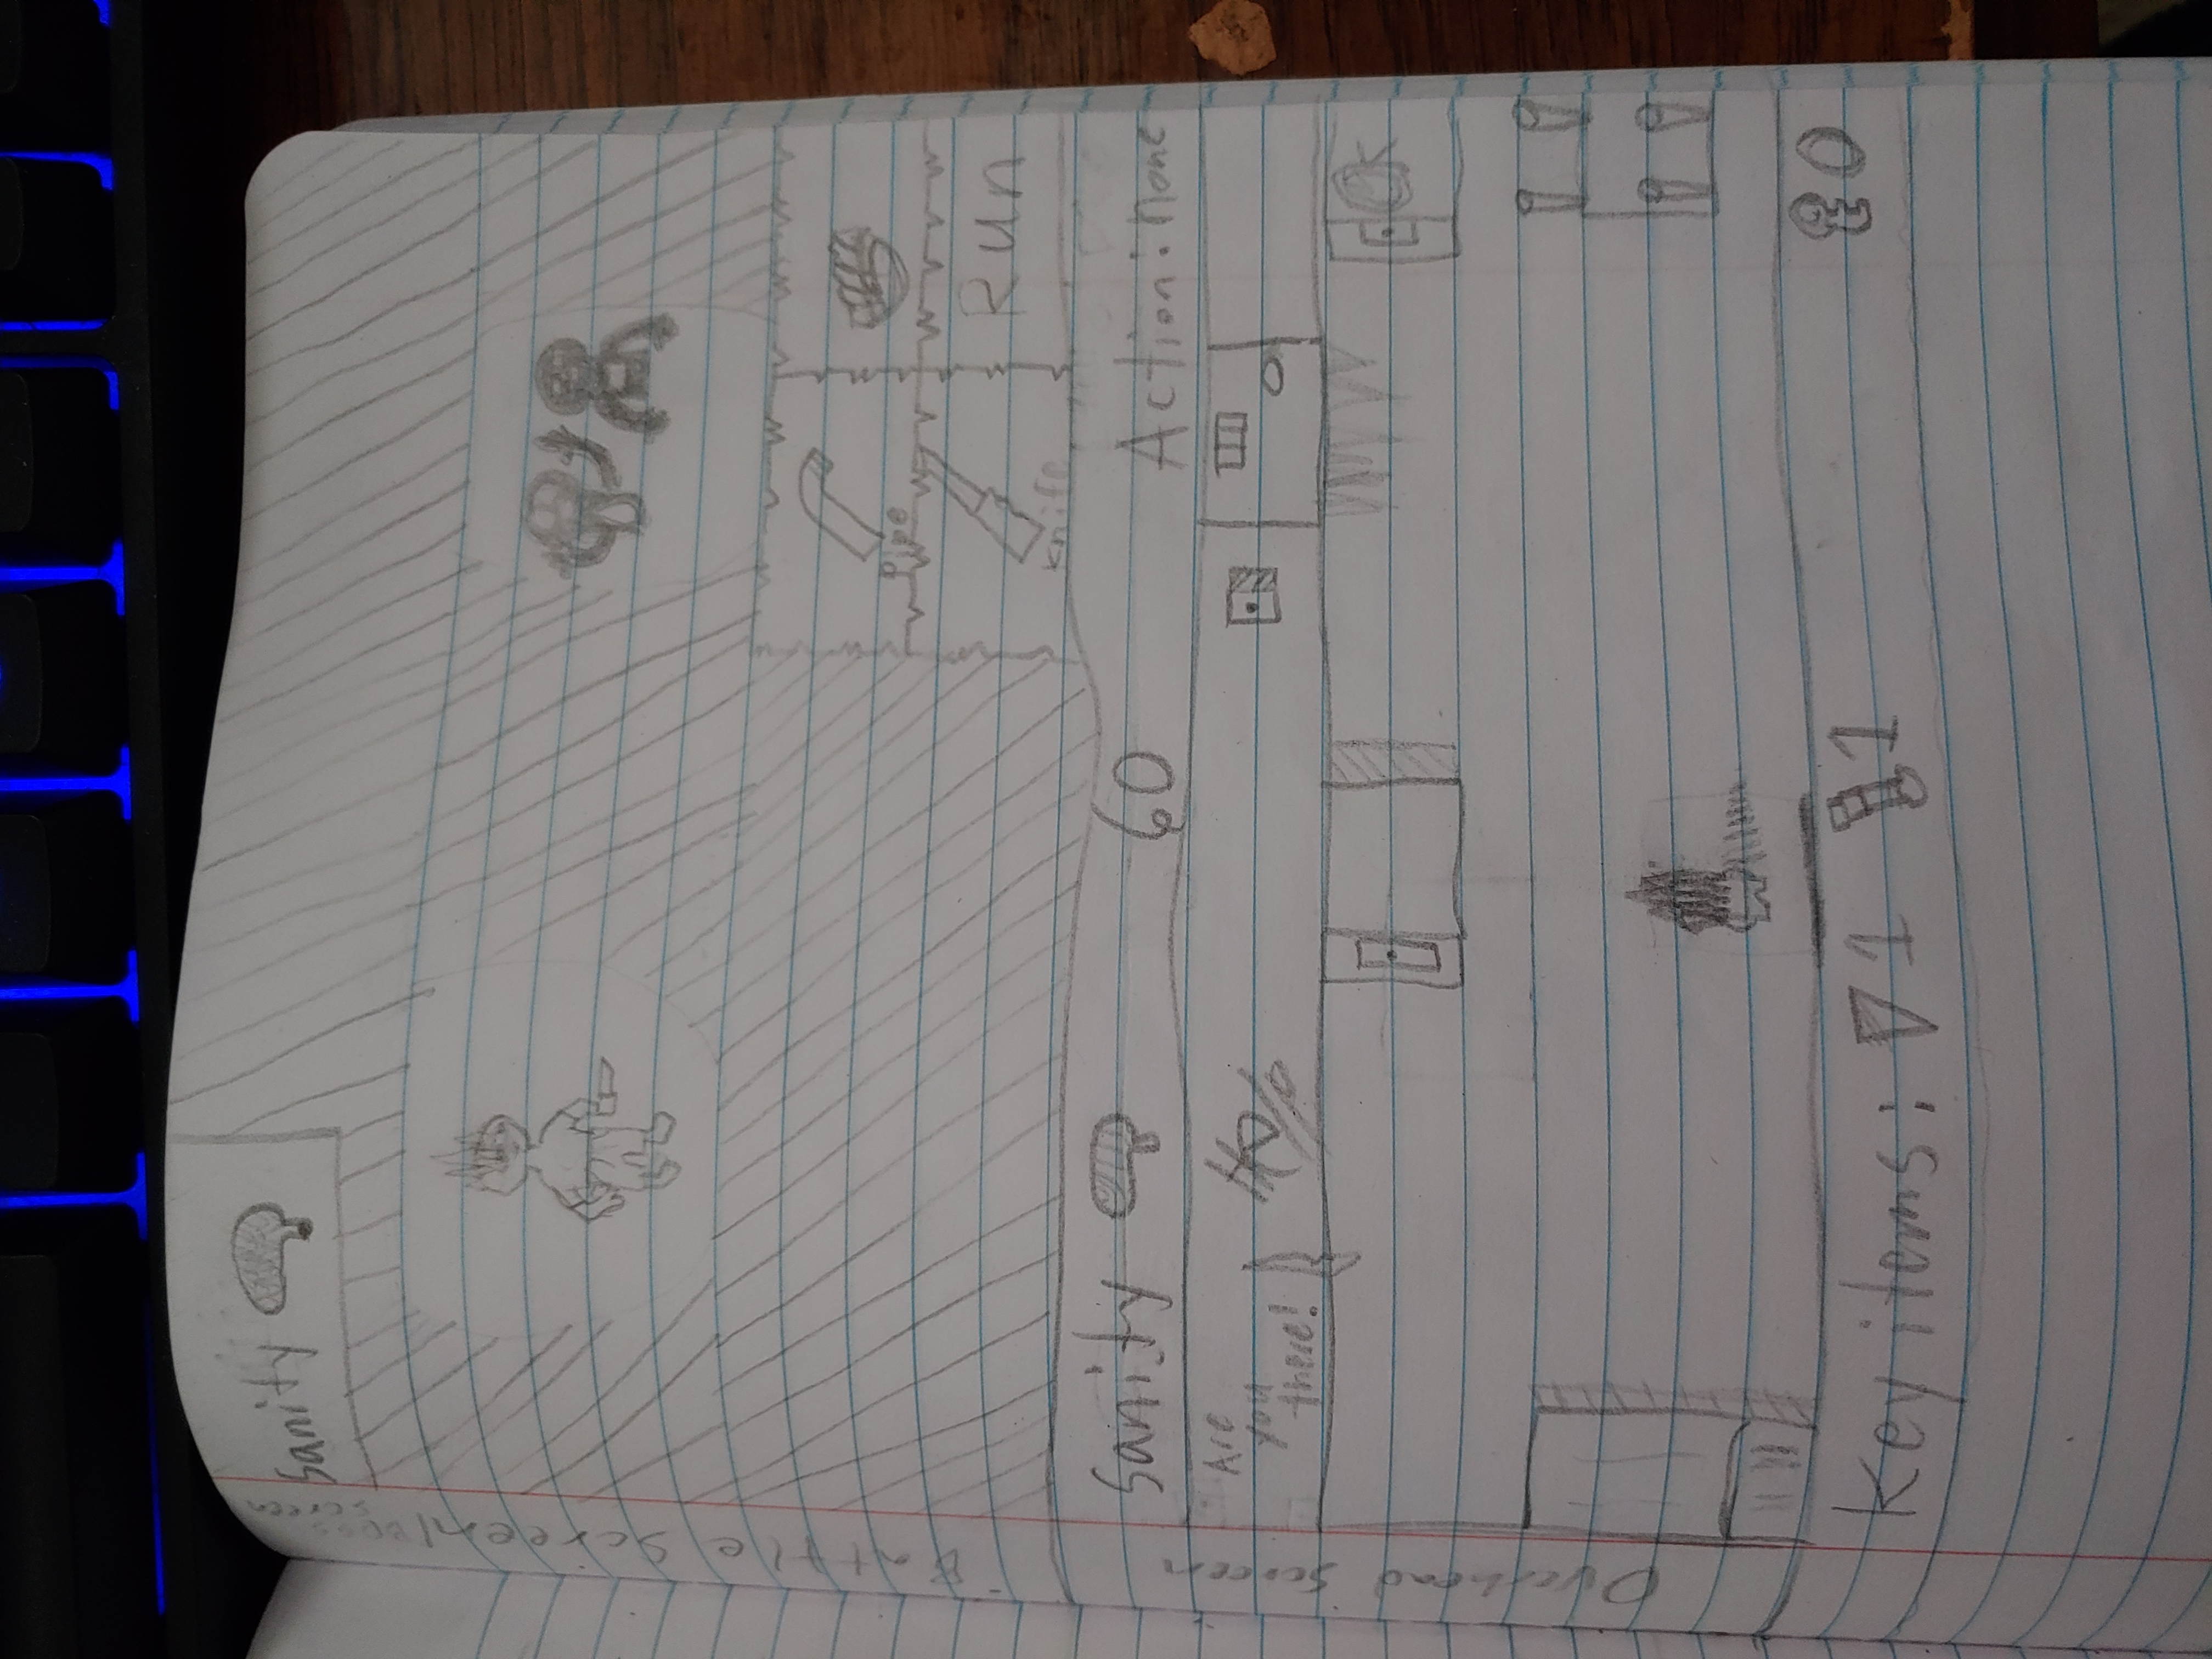 Battle Screen/
Screen
Sanity
Pipe
Knife
Run
Overhead Screen
Sanity
60
Action: none
Are
you
there!
Key items: 1 1
0